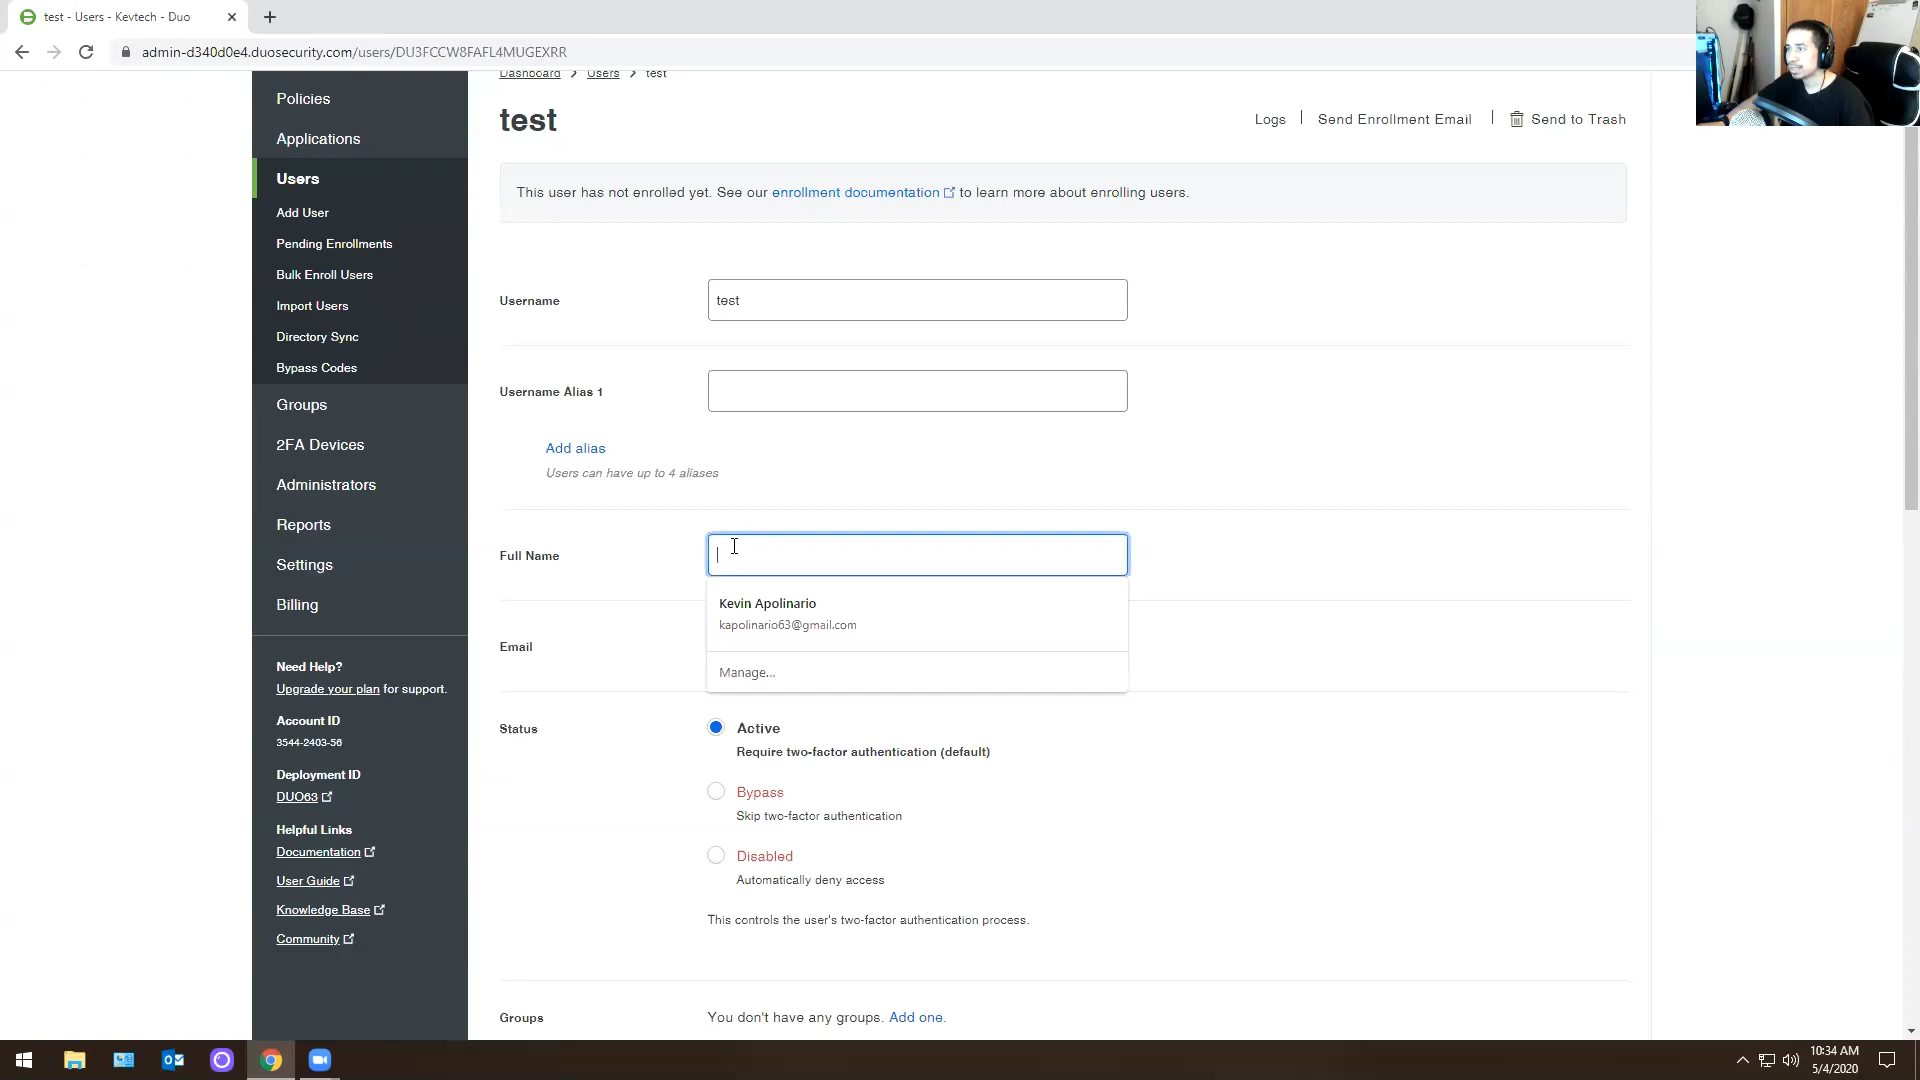 test - Users - Kevtech - Duo
admin-d340d0e4.duosecurity.com/users/DU3FCCW8FAFL4MUGEXRR
Policies
Applications
Users
Add User
Pending Enrollments
Bulk Enroll Users
Import Users
Directory Sync
Bypass Codes
Groups
2FA Devices
Administrators
Reports
Settings
Billing
Need Help?
Upgrade your plan for support.
Account ID
3544-2403-56
Deployment ID
DUO63
Helpful Links
Documentation
User Guide
Knowledge Base
Community
Dashboard > Users > test
test
Logs | Send Enrollment Email | Send to Trash
This user has not enrolled yet. See our enrollment documentation to learn more about enrolling users.
Username
test
Username Alias 1
Add alias
Users can have up to 4 aliases
Full Name
Kevin Apolinario
kapolinario63@gmail.com
Manage...
Email
Status
Active
Require two-factor authentication (default)
Bypass
Skip two-factor authentication
Disabled
Automatically deny access
This controls the user's two-factor authentication process.
Groups
You don't have any groups. Add one.
10:34 AM
5/4/2020